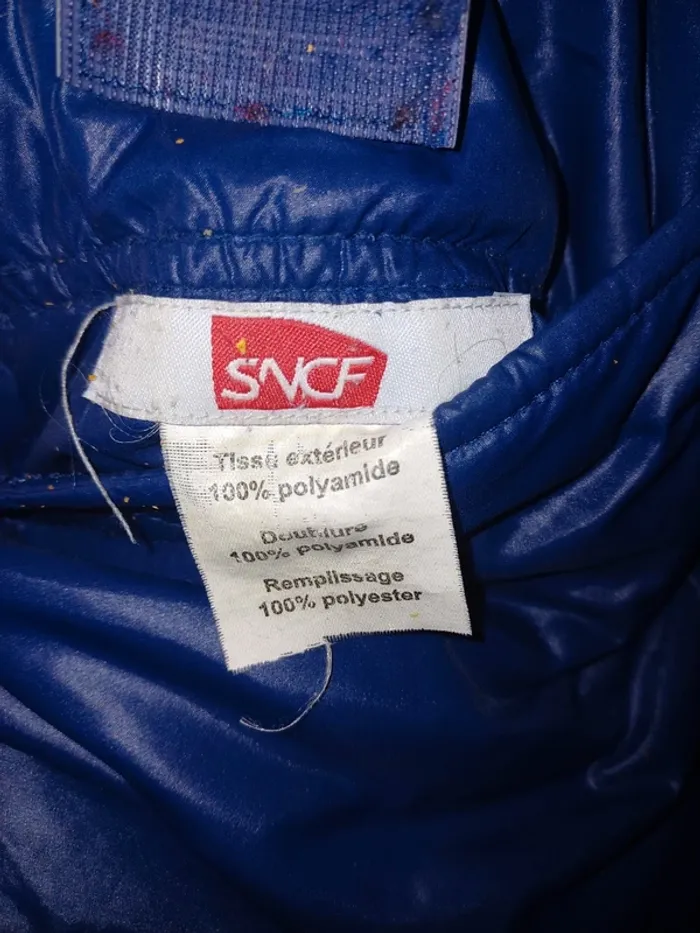 SNCF
Tissu extérieur
100% polyamide
Doublure
100% polyamide
Remplissage
100% polyester